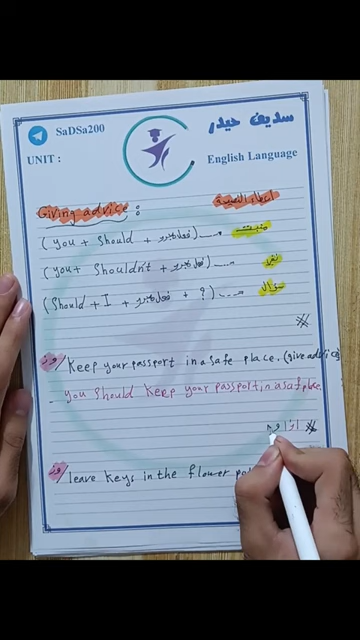 SaDSa200
سديف حيدر
UNIT :
English Language
Giving advice : اعطاء النصيحة
(you + Should + فعل مجرد) ... مثبت
(you + Shouldn't + فعل مجرد) ... نفي
(Should + I + فعل مجرد + ?) ... سؤال
#
و/ Keep your passport in a safe place. (give advice)
you should keep your passport in a safe place
# اذا
و/ leave keys in the flower po